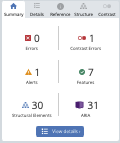 Summary Details Reference Structure Contrast
0 1
Errors Contrast Errors
1 7
Alerts Features
30 31
Structural Elements ARIA
View details ›